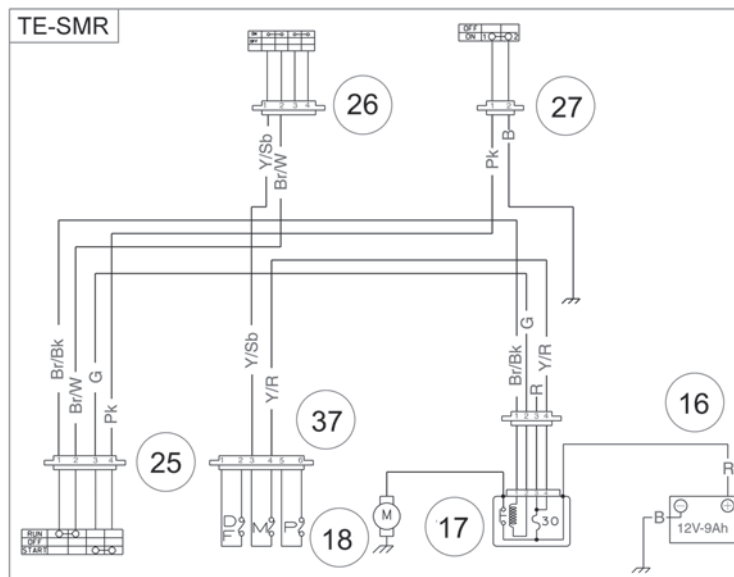 TE-SMR
ON
OFF
1 2 3 4
26
OFF
ON 1 2
1 2
27
Y/Sb
Br/W
Pk
B
Br/Bk
Br/W
G
Pk
Y/Sb
Y/R
Br/Bk
G
R
Y/R
1 2 3 4
16
37
1 2 3 4
25
1 2 3 4 5 6
R
RUN
OFF
START
D
F
M
P
18
M
17
T
30
B
12V-9Ah